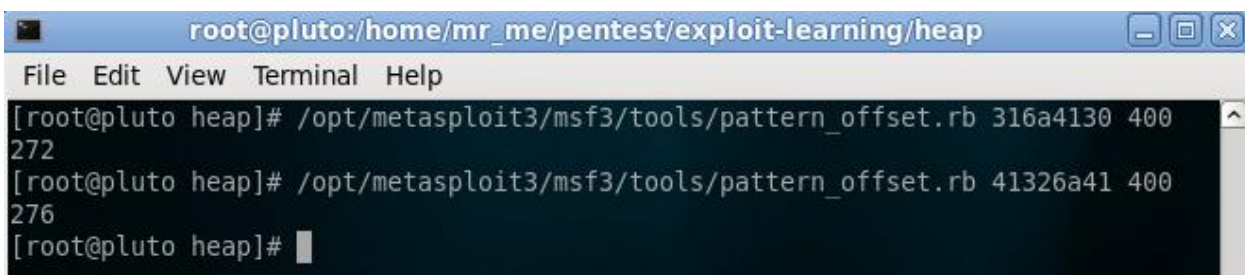 root@pluto:/home/mr_me/pentest/exploit-learning/heap
File Edit View Terminal Help
[root@pluto heap]# /opt/metasploit3/msf3/tools/pattern_offset.rb 316a4130 400
272
[root@pluto heap]# /opt/metasploit3/msf3/tools/pattern_offset.rb 41326a41 400
276
[root@pluto heap]#